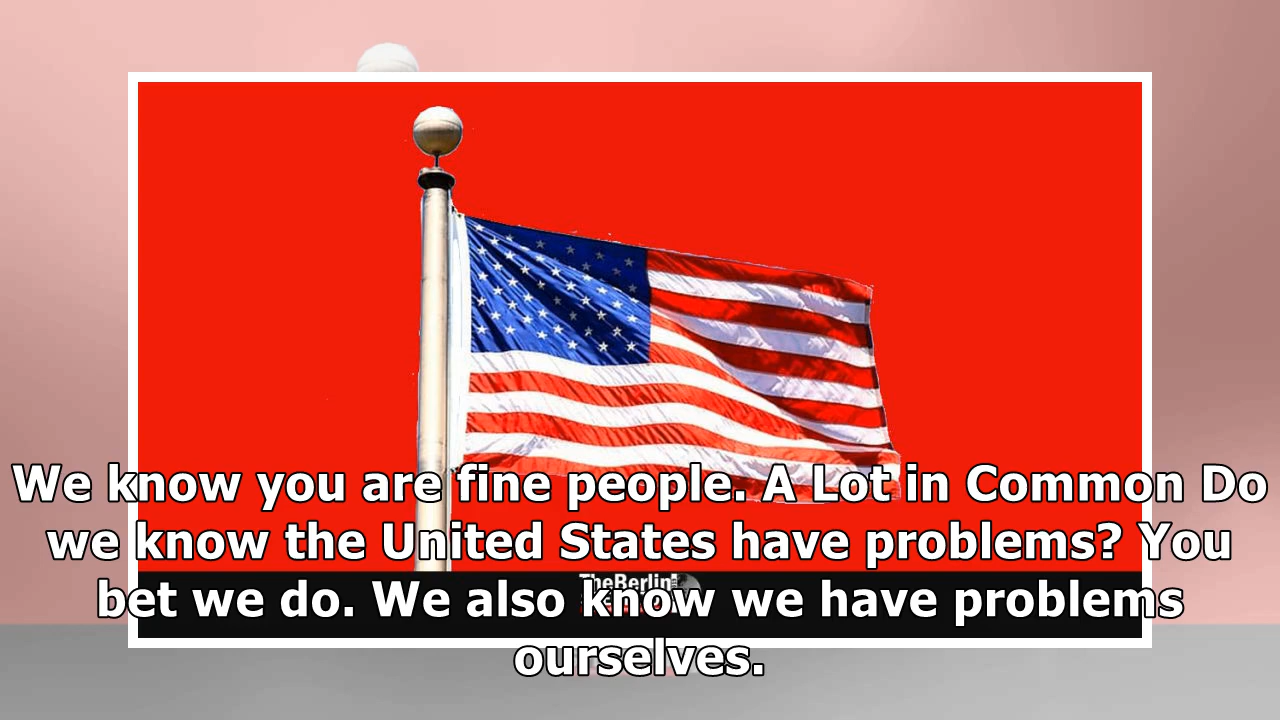 We know you are fine people. A Lot in Common Do
we know the United States have problems? You
TheBerlin
bet we do. We also know we have problems
ourselves.